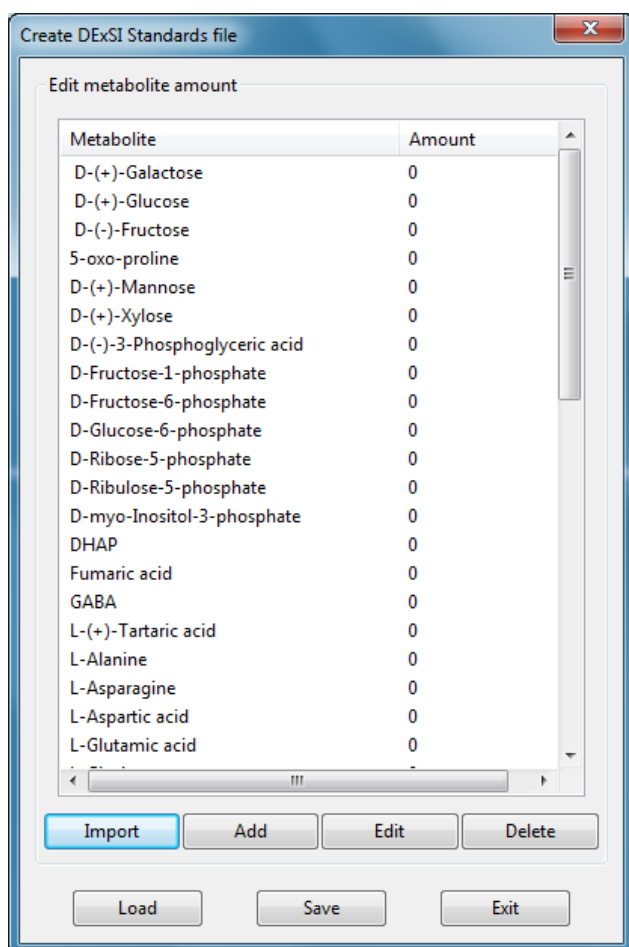 Create DExSI Standards file
Edit metabolite amount
Metabolite Amount
D-(+)-Galactose 0
D-(+)-Glucose 0
D-(-)-Fructose 0
5-oxo-proline 0
D-(+)-Mannose 0
D-(+)-Xylose 0
D-(-)-3-Phosphoglyceric acid 0
D-Fructose-1-phosphate 0
D-Fructose-6-phosphate 0
D-Glucose-6-phosphate 0
D-Ribose-5-phosphate 0
D-Ribulose-5-phosphate 0
D-myo-Inositol-3-phosphate 0
DHAP 0
Fumaric acid 0
GABA 0
L-(+)-Tartaric acid 0
L-Alanine 0
L-Asparagine 0
L-Aspartic acid 0
L-Glutamic acid 0
Import Add Edit Delete
Load Save Exit